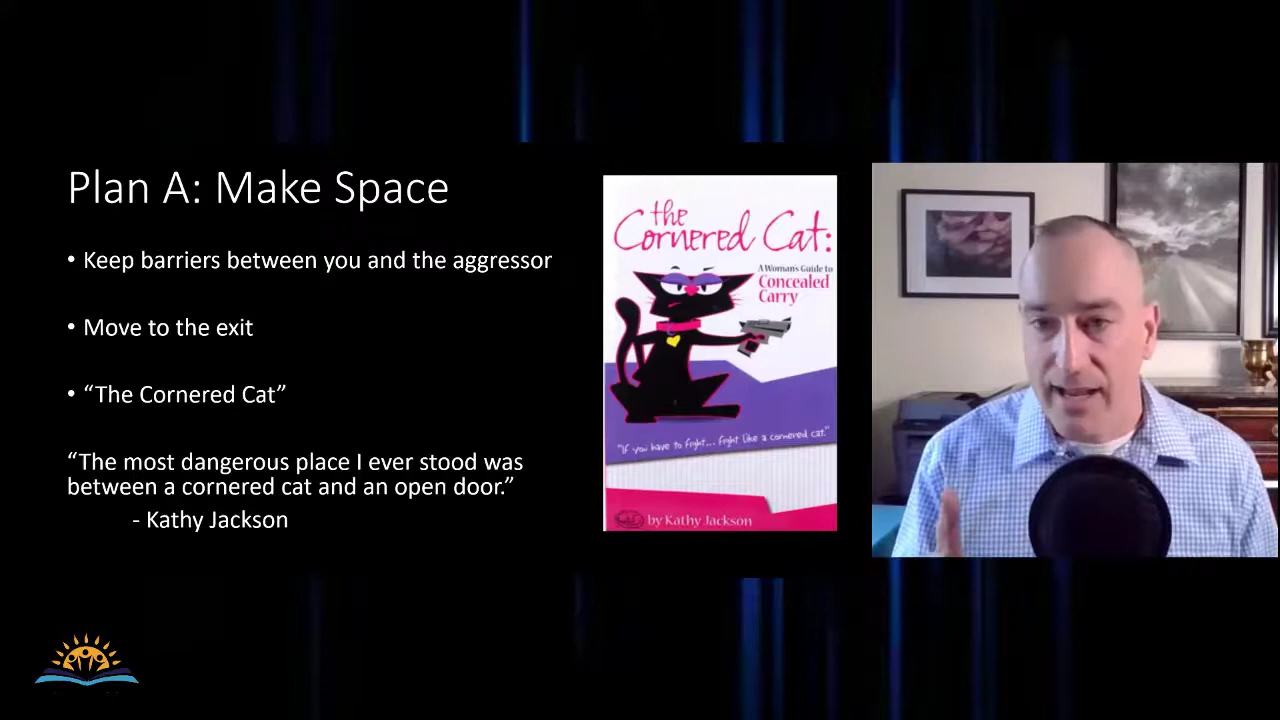 Plan A: Make Space
• Keep barriers between you and the aggressor
• Move to the exit
• “The Cornered Cat”
“The most dangerous place I ever stood was
between a cornered cat and an open door.”
- Kathy Jackson
the
Cornered Cat:
A Woman's Guide to
Concealed
Carry
"If you have to fight... fight like a cornered cat."
by Kathy Jackson